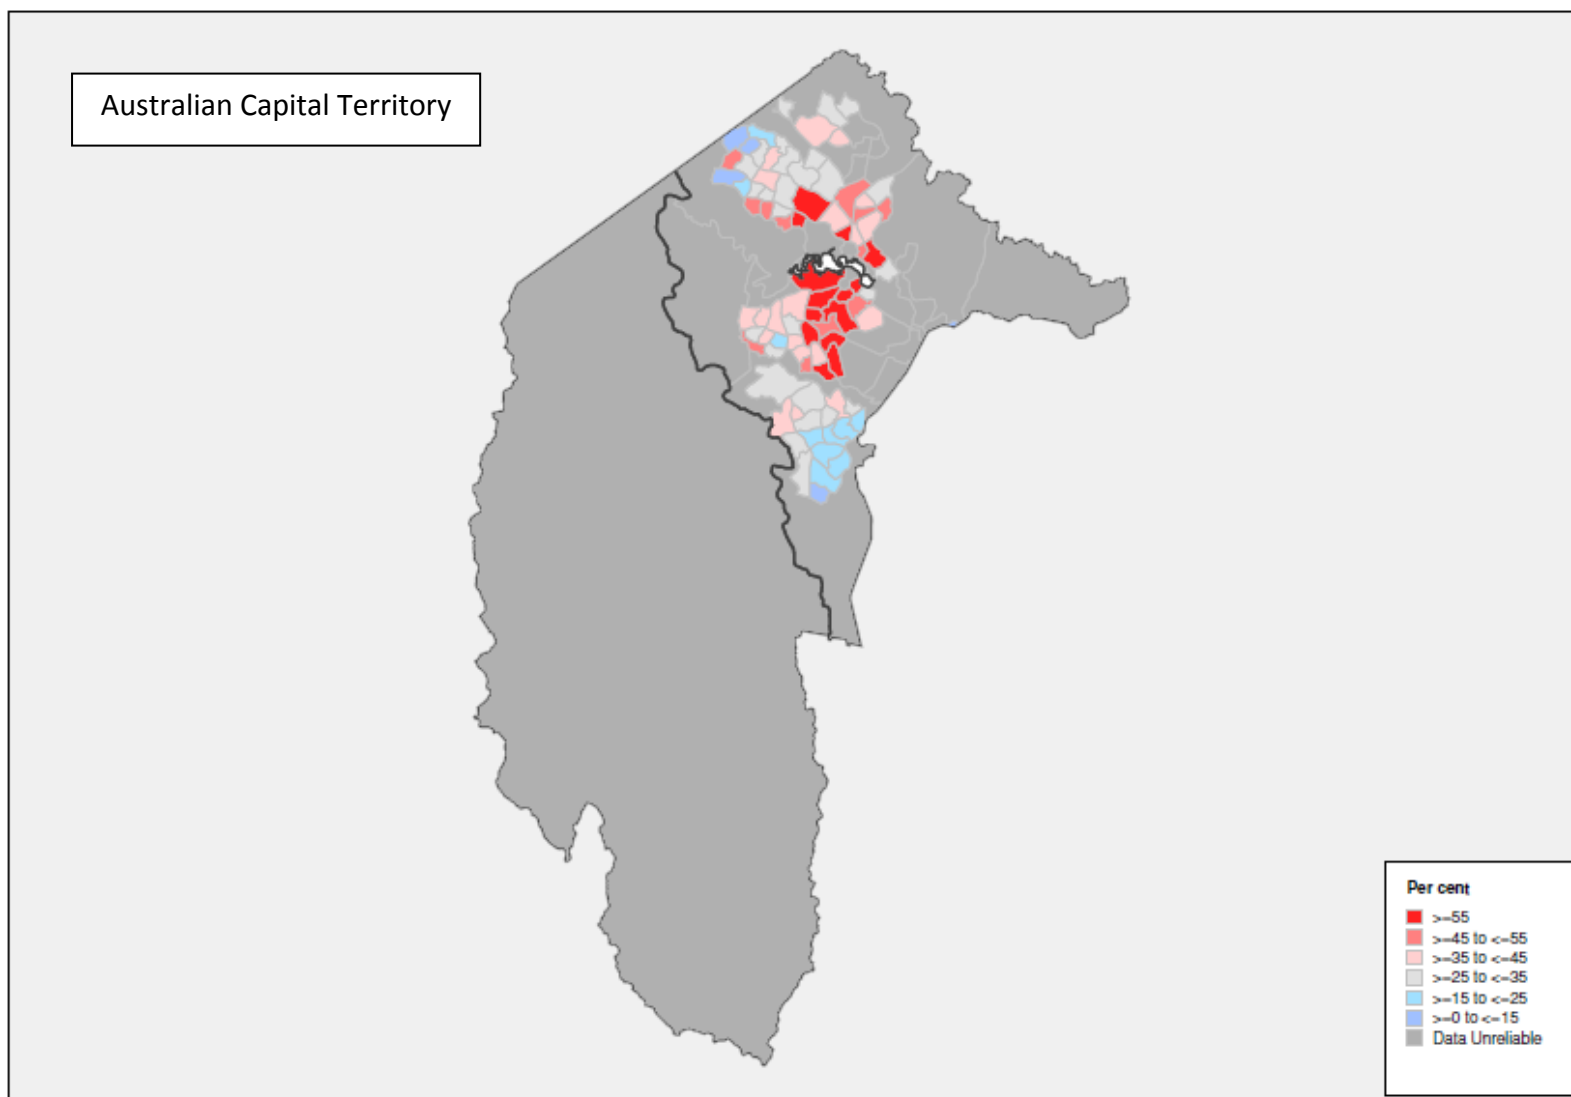 Australian Capital Territory
Per cent
>=55
>=45 to <=55
>=35 to <=45
>=25 to <=35
>=15 to <=25
>=0 to <=15
Data Unreliable